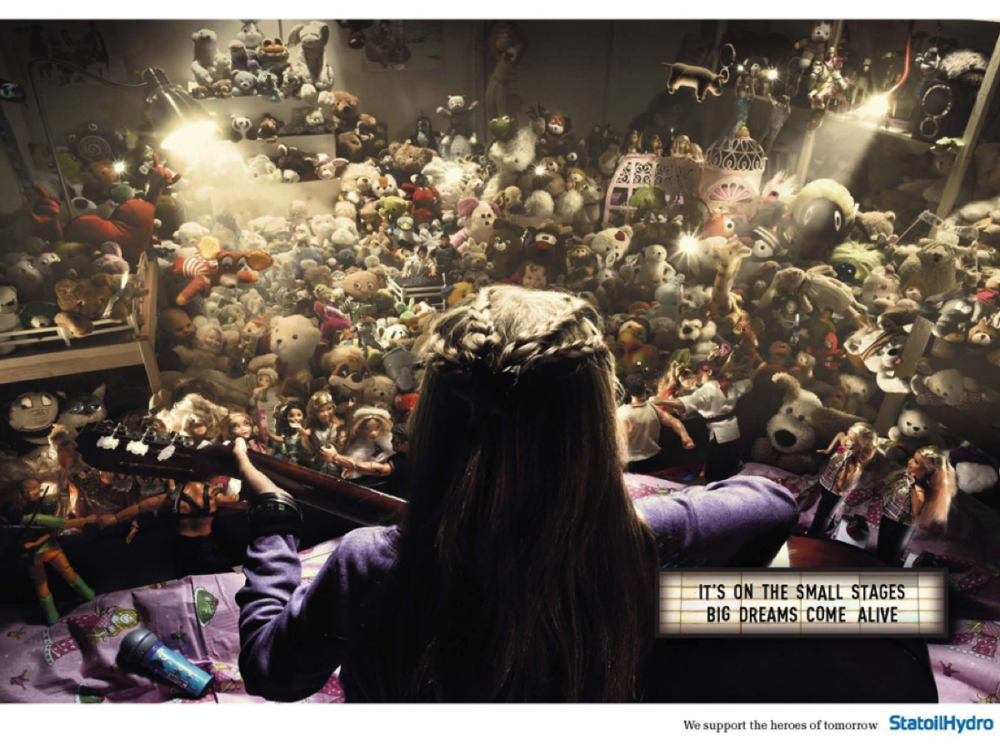 IT'S ON THE SMALL STAGES
BIG DREAMS COME ALIVE
We support the heroes of tomorrow StatoilHydro